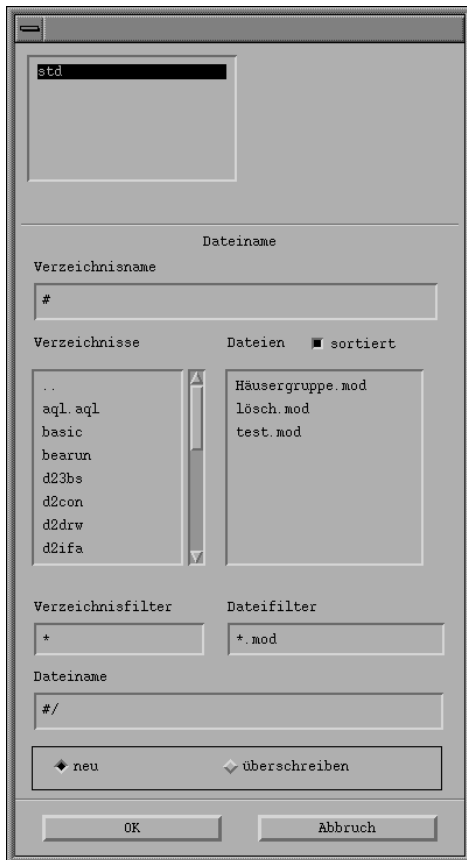 std
Dateiname
Verzeichnisname
#
Verzeichnisse
Dateien sortiert
..
aql.aql
basic
bearun
d23bs
d2con
d2drw
d2ifa
Häusergruppe.mod
lösch.mod
test.mod
Verzeichnisfilter
Dateifilter
*
*.mod
Dateiname
#/
neu
überschreiben
OK
Abbruch